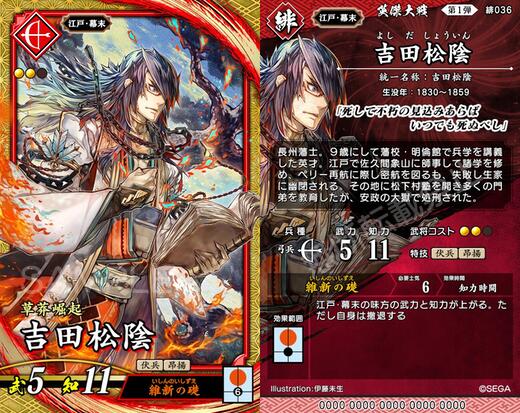 江戸・幕末
草莽崛起
吉田松陰
伏兵 昂揚
武5 知11
いしんのいしずえ
維新の礎
6
緋
江戸・幕末
英傑大戦
第1弾
緋036
よしだしょういん
吉田松陰
統一名称：吉田松陰
生没年：1830～1859
「死して不朽の見込みあらば
いつでも死ぬべし」
長州藩士。９歳にして藩校・明倫館で兵学を講義
した英才。江戸で佐久間象山に師事して諸学を修
め、ペリー再航に際し密航を図るも、失敗し生家
に幽閉される。その地に松下村塾を開き多くの門
弟を教育したが、安政の大獄で処刑された。
兵種 武力 知力 武将コスト
弓兵 5 11 特技 伏兵 昂揚
いしんのいしずえ 必要士気 効果時間
維新の礎 6 知力時間
効果範囲
江戸・幕末の味方の武力と知力が上がる。た
だし自身は撤退する
Illustration:伊藤未生
©SEGA
0000 0000 0000 0000 0000